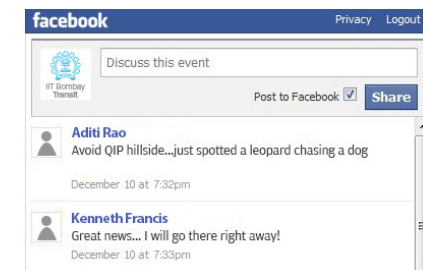 facebook Privacy Logout
IIT Bombay
Transit
Discuss this event
Post to Facebook
Share
Aditi Rao
Avoid QIP hillside...just spotted a leopard chasing a dog
December 10 at 7:32pm
Kenneth Francis
Great news... I will go there right away!
December 10 at 7:33pm